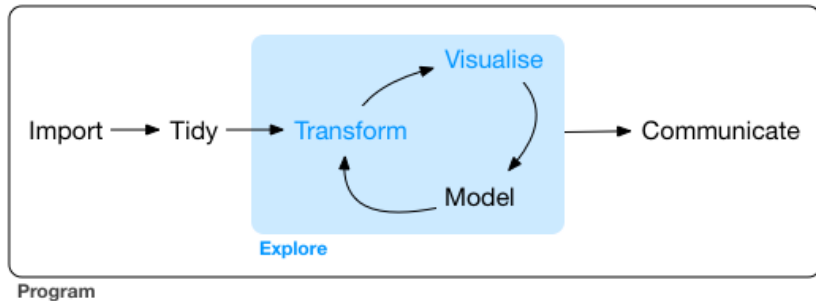 Visualise
Import
Tidy
Transform
Communicate
Model
Explore
Program